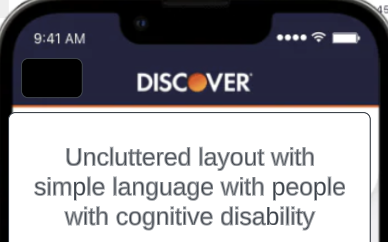 9:41 AM
DISCOVER
Uncluttered layout with
simple language with people
with cognitive disability